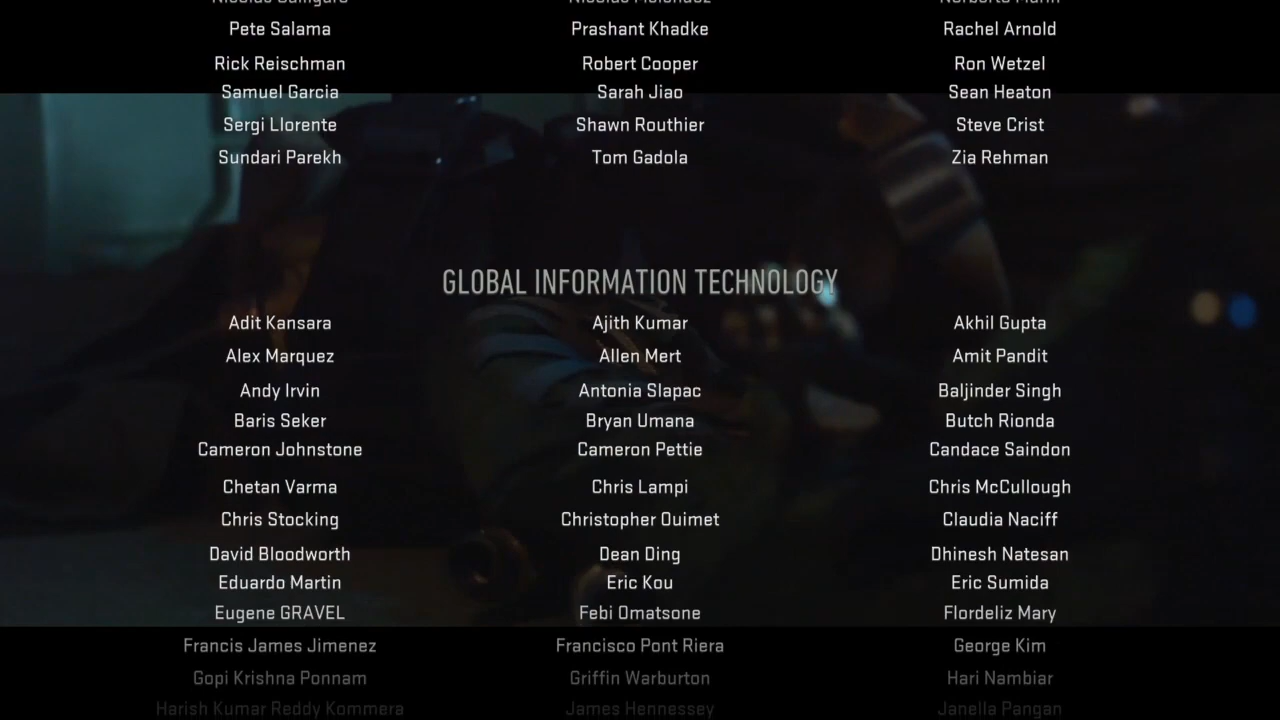 Pete Salama Prashant Khadke Rachel Arnold
Rick Reischman Robert Cooper Ron Wetzel
Samuel Garcia Sarah Jiao Sean Heaton
Sergi Llorente Shawn Routhier Steve Crist
Sundari Parekh Tom Gadola Zia Rehman
GLOBAL INFORMATION TECHNOLOGY
Adit Kansara Ajith Kumar Akhil Gupta
Alex Marquez Allen Mert Amit Pandit
Andy Irvin Antonia Slapac Baljinder Singh
Baris Seker Bryan Umana Butch Rionda
Cameron Johnstone Cameron Pettie Candace Saindon
Chetan Varma Chris Lampi Chris McCullough
Chris Stocking Christopher Ouimet Claudia Naciff
David Bloodworth Dean Ding Dhinesh Natesan
Eduardo Martin Eric Kou Eric Sumida
Eugene GRAVEL Febi Omatsone Flordeliz Mary
Francis James Jimenez Francisco Pont Riera George Kim
Gopi Krishna Ponnam Griffin Warburton Hari Nambiar
Harish Kumar Reddy Kommera James Hennessey Janella Pangan